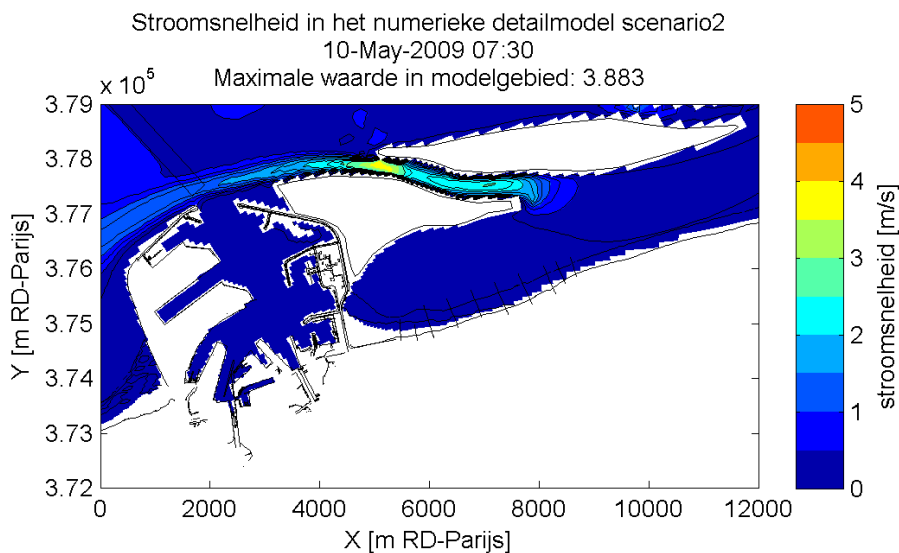 Stroomsnelheid in het numerieke detailmodel scenario2
10-May-2009 07:30
Maximale waarde in modelgebied: 3.883
x 10^5
3.79
3.78
3.77
3.76
3.75
3.74
3.73
3.72
Y [m RD-Parijs]
0 2000 4000 6000 8000 10000 12000
X [m RD-Parijs]
5
4
3
2
1
0
stroomsnelheid [m/s]